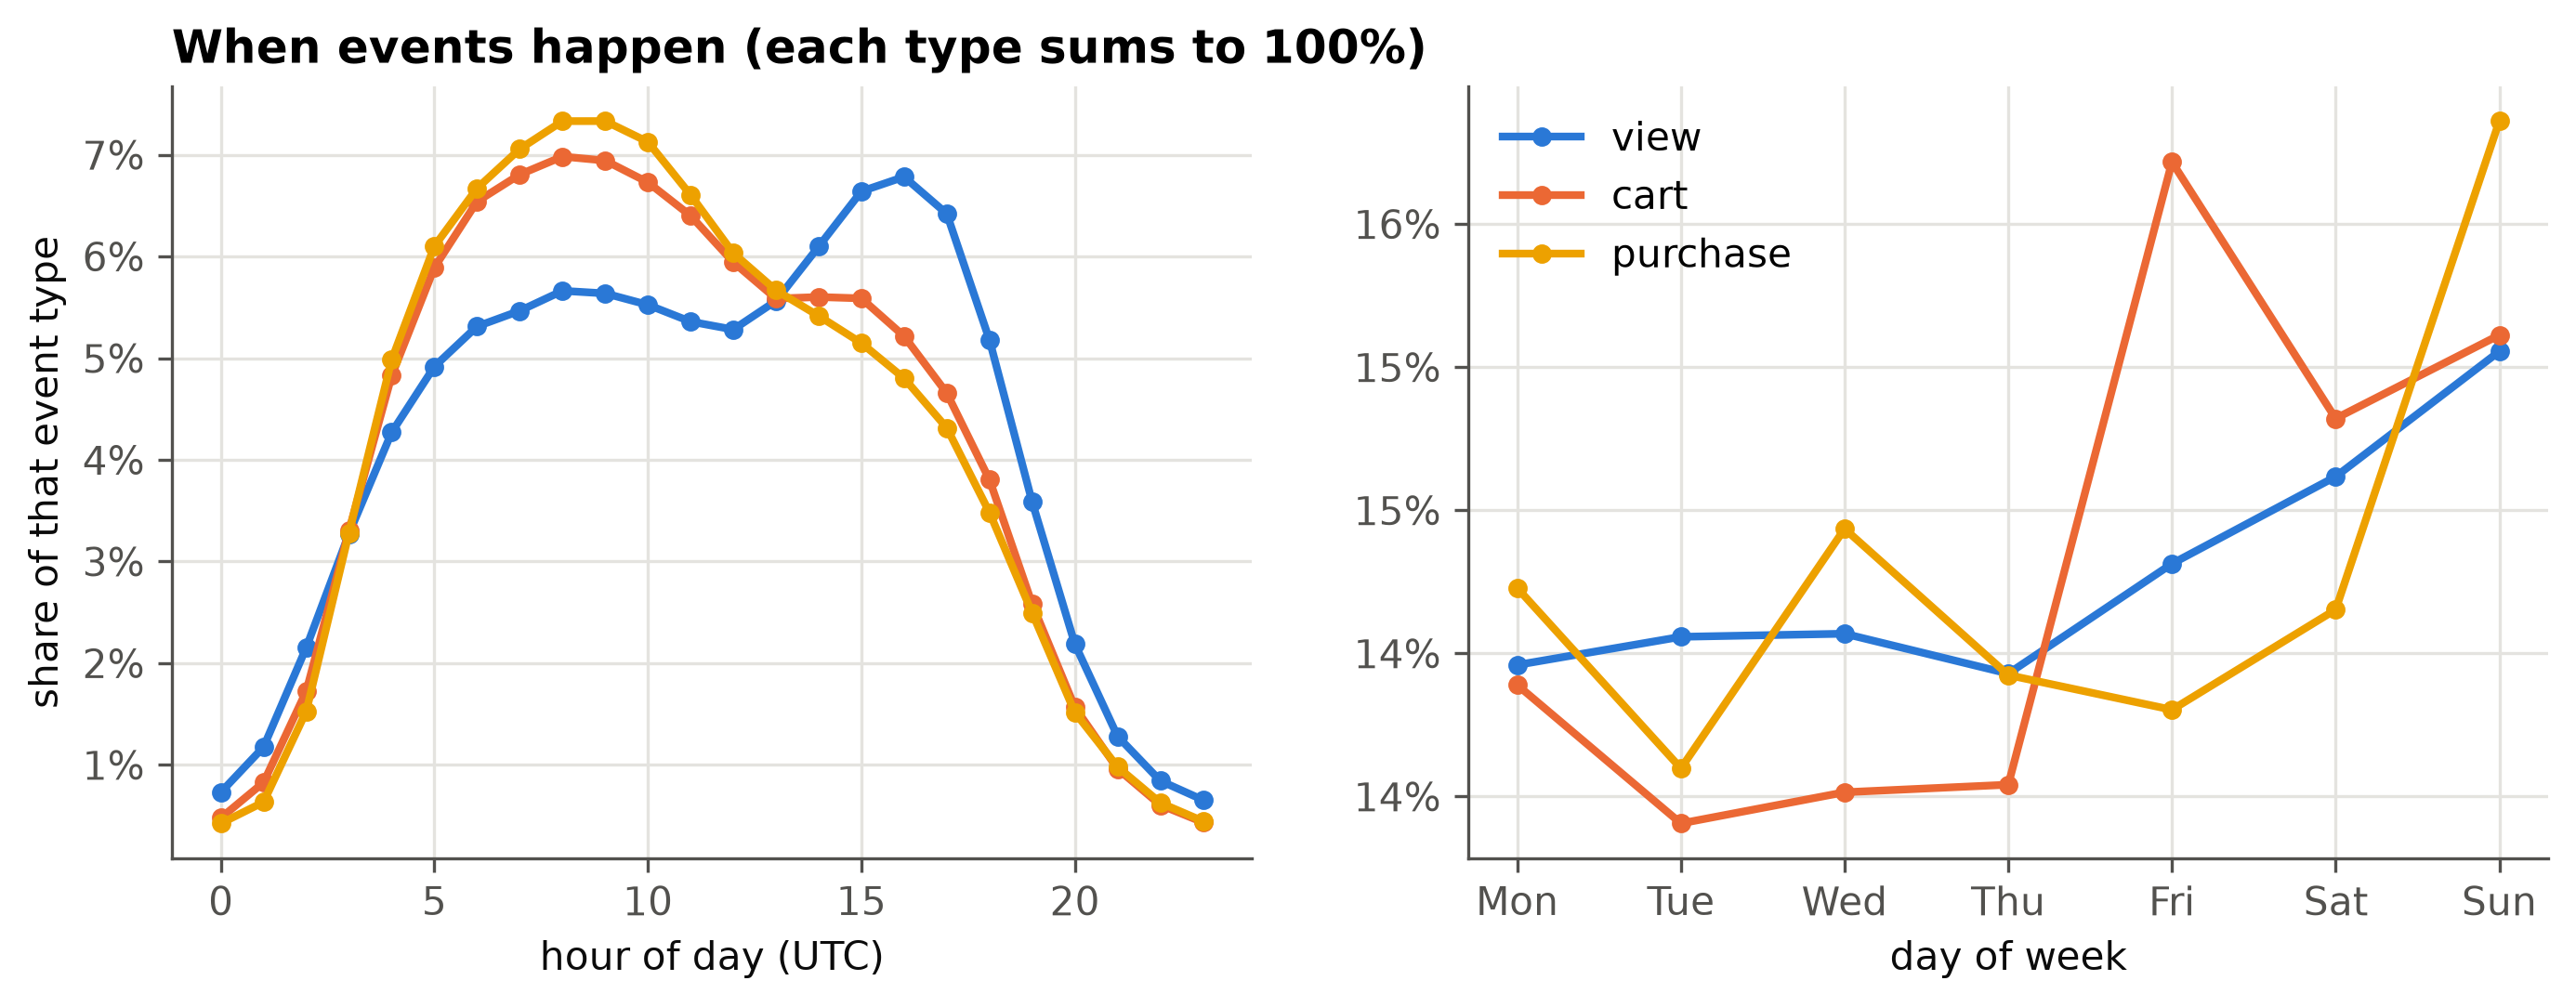 When events happen (each type sums to 100%)
share of that event type
7%
6%
5%
4%
3%
2%
1%
0 5 10 15 20
hour of day (UTC)
view
cart
purchase
16%
15%
15%
14%
14%
Mon Tue Wed Thu Fri Sat Sun
day of week